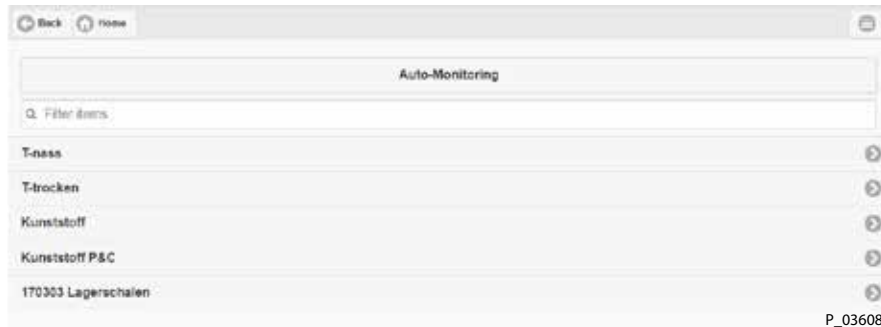 Back Home
Auto-Monitoring
Filter items
T-nass
T-trocken
Kunststoff
Kunststoff P&C
170303 Lagerschalen
P_03608